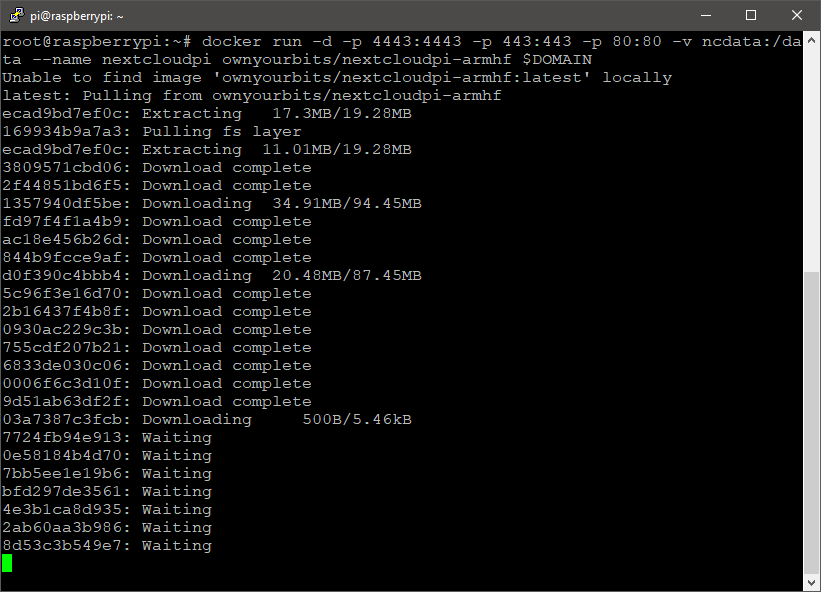 pi@raspberrypi: ~
root@raspberrypi:~# docker run -d -p 4443:4443 -p 443:443 -p 80:80 -v ncdata:/da
ta --name nextcloudpi ownyourbits/nextcloudpi-armhf $DOMAIN
Unable to find image 'ownyourbits/nextcloudpi-armhf:latest' locally
latest: Pulling from ownyourbits/nextcloudpi-armhf
ecad9bd7ef0c: Extracting   17.3MB/19.28MB
169934b9a7a3: Pulling fs layer
ecad9bd7ef0c: Extracting  11.01MB/19.28MB
3809571cbd06: Download complete
2f44851bd6f5: Download complete
1357940df5be: Downloading  34.91MB/94.45MB
fd97f4f1a4b9: Download complete
ac18e456b26d: Download complete
844b9fcce9af: Download complete
d0f390c4bbb4: Downloading  20.48MB/87.45MB
5c96f3e16d70: Download complete
2b16437f4b8f: Download complete
0930ac229c3b: Download complete
755cdf207b21: Download complete
6833de030c06: Download complete
0006f6c3d10f: Download complete
9d51ab63df2f: Download complete
03a7387c3fcb: Downloading     500B/5.46kB
7724fb94e913: Waiting
0e58184b4d70: Waiting
7bb5ee1e19b6: Waiting
bfd297de3561: Waiting
4e3b1ca8d935: Waiting
2ab60aa3b986: Waiting
8d53c3b549e7: Waiting